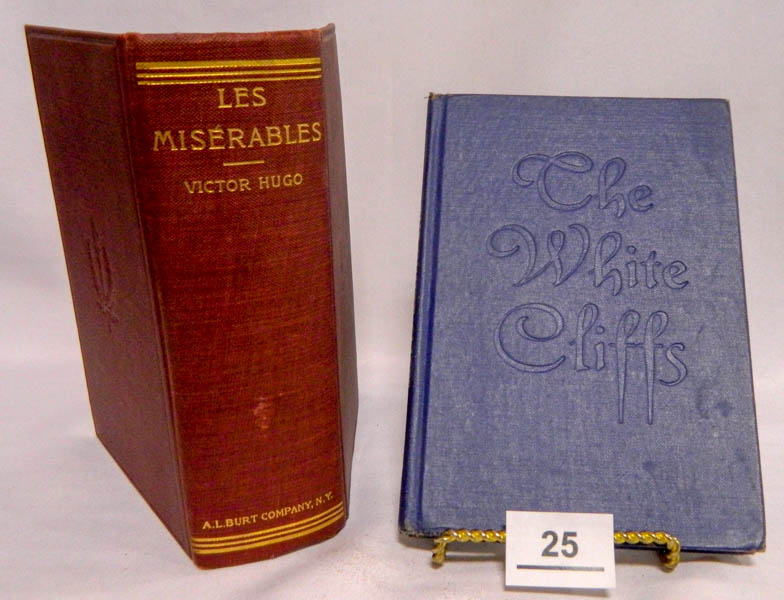 LES
MISÉRABLES
VICTOR HUGO
A.L.BURT COMPANY, N.Y.
The
White
Cliffs
25